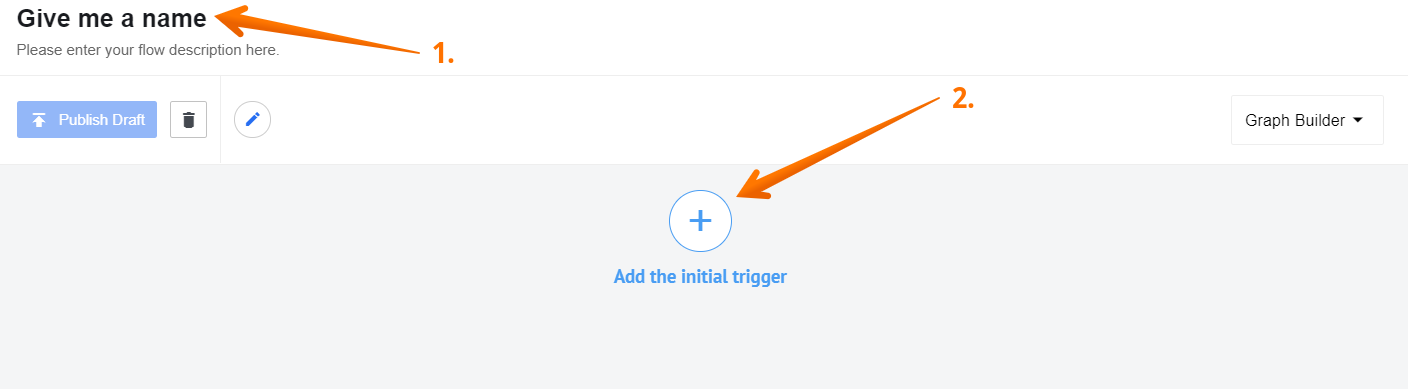 Give me a name
1.
Please enter your flow description here.
2.
Publish Draft
Graph Builder
Add the initial trigger